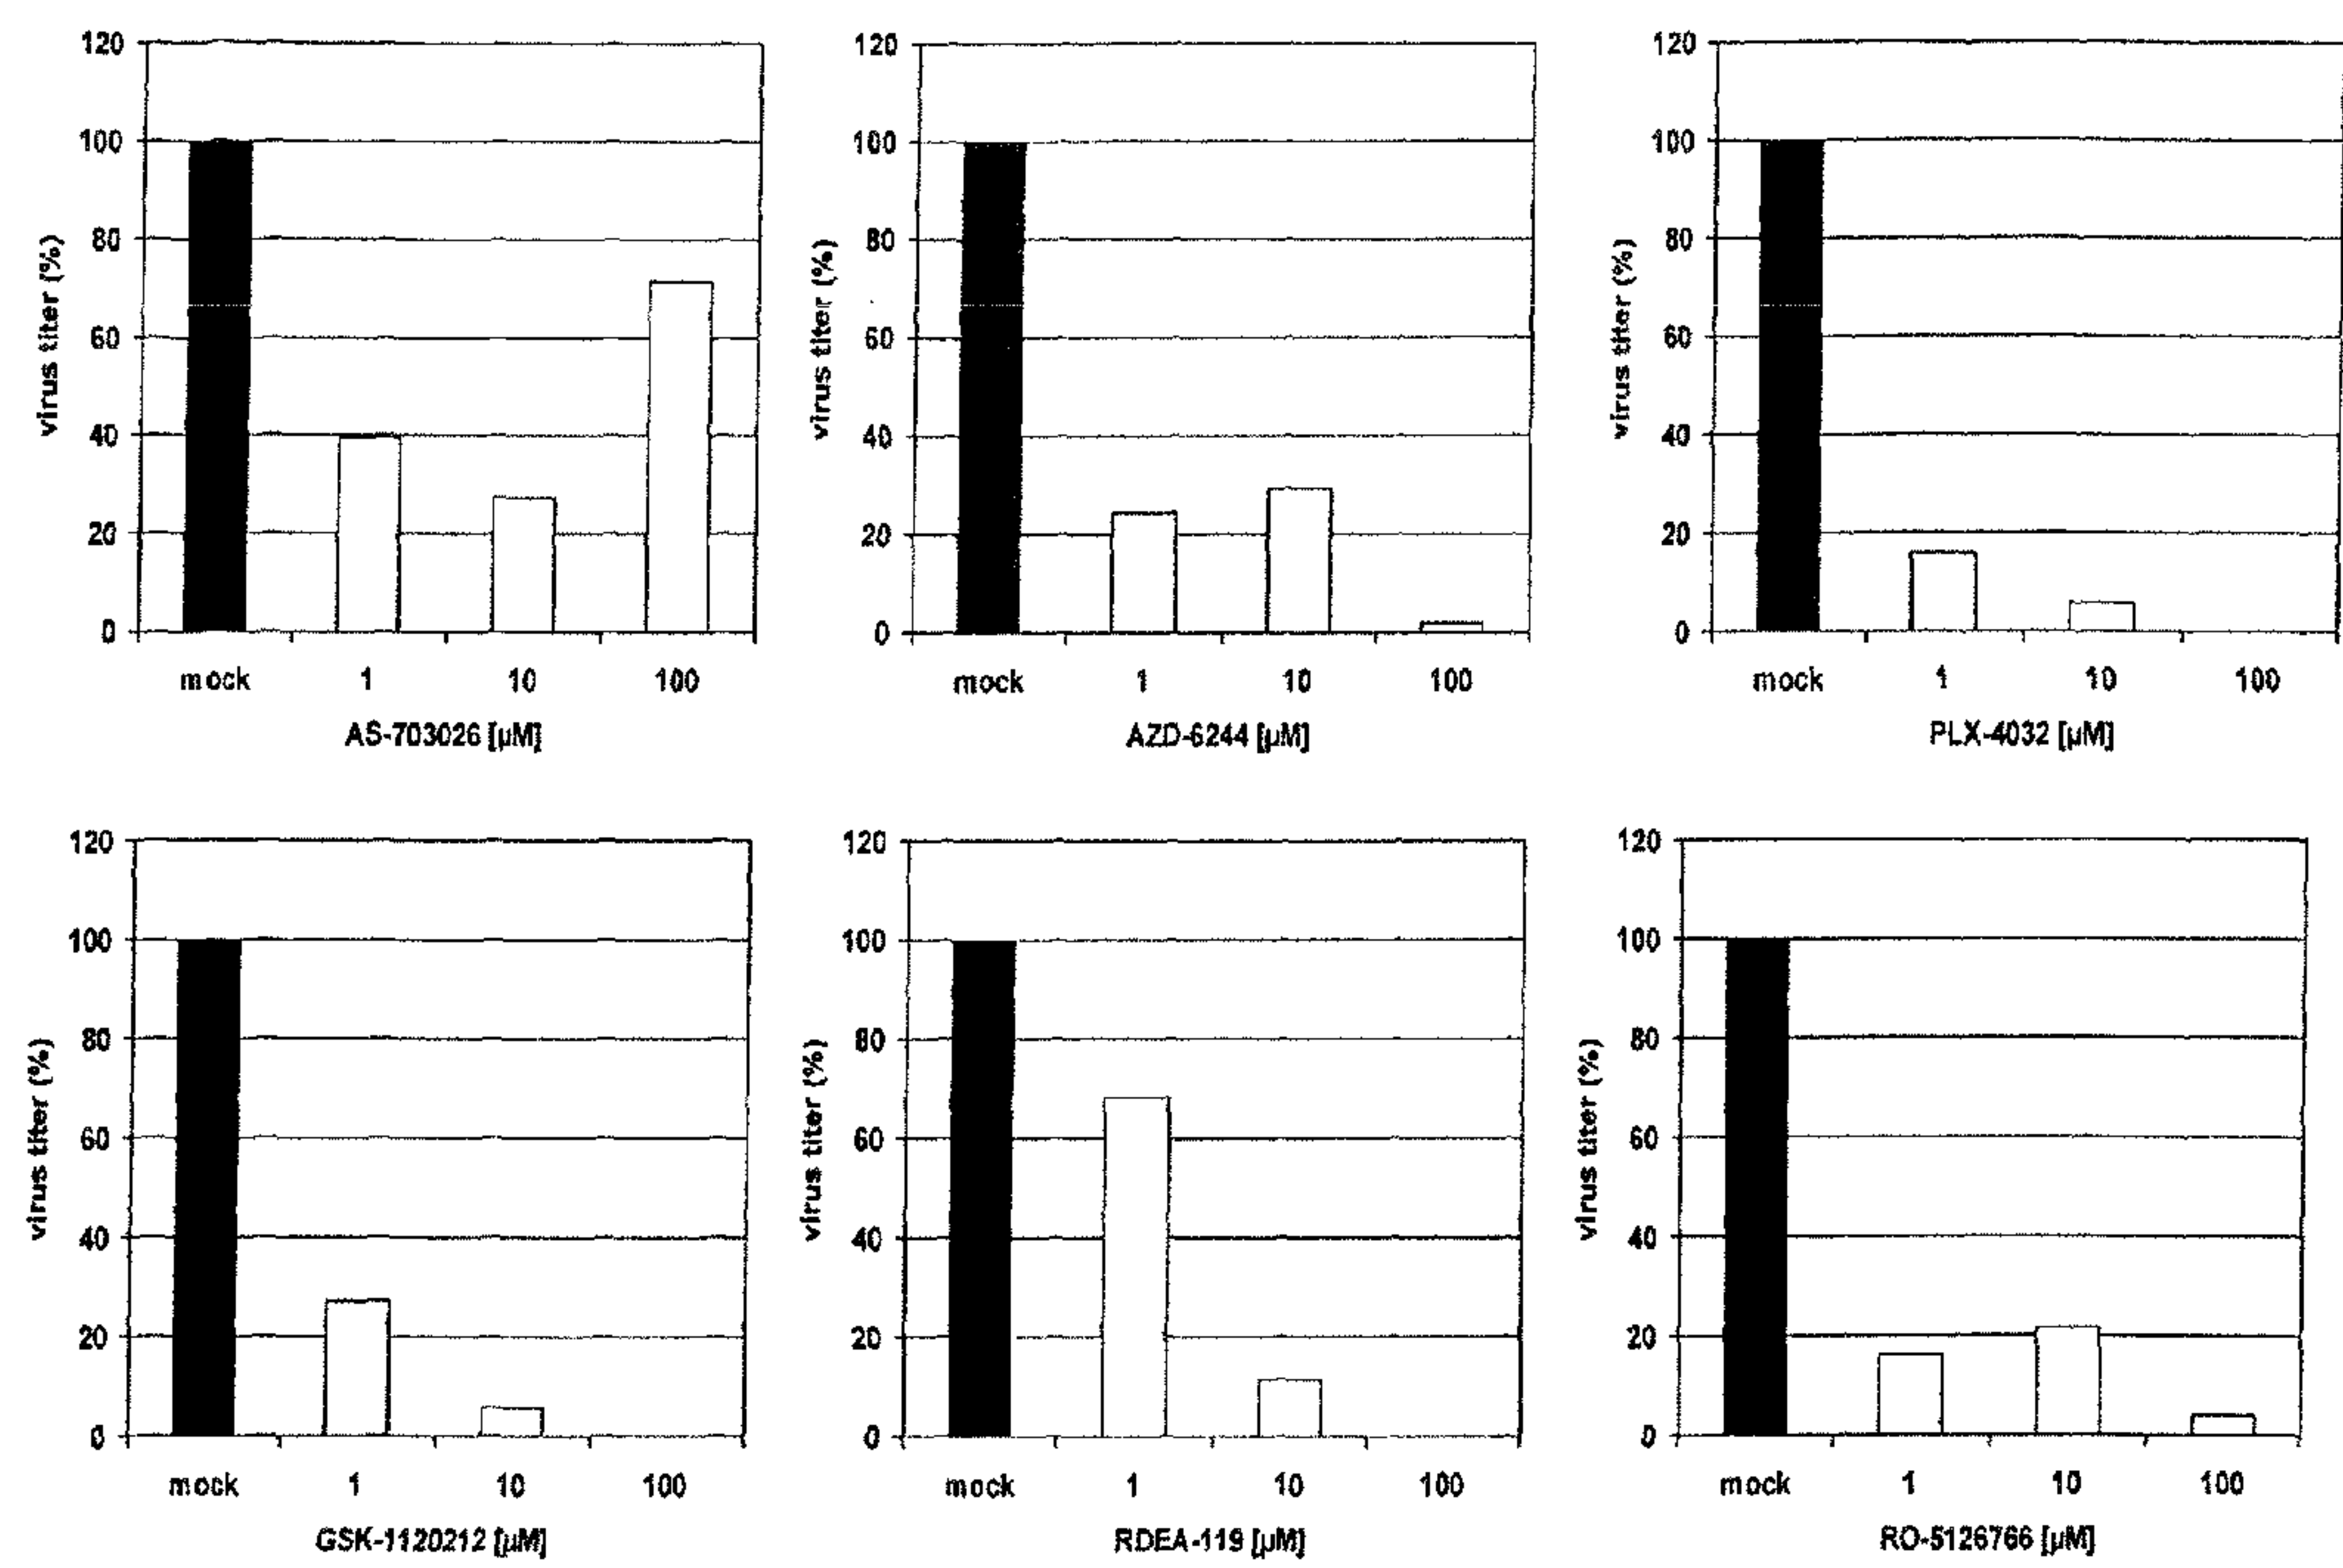 120
100
80
60
40
20
0
virus titer (%)
mock 1 10 100
AS-703026 [µM]
120
100
80
60
40
20
0
virus titer (%)
mock 1 10 100
AZD-6244 [µM]
120
100
80
60
40
20
0
virus titer (%)
mock 1 10 100
PLX-4032 [µM]
120
100
80
60
40
20
0
virus titer (%)
mock 1 10 100
GSK-1120212 [µM]
120
100
80
60
40
20
0
virus titer (%)
mock 1 10 100
RDEA-119 [µM]
120
100
80
60
40
20
0
virus titer (%)
mock 1 10 100
RO-5126766 [µM]